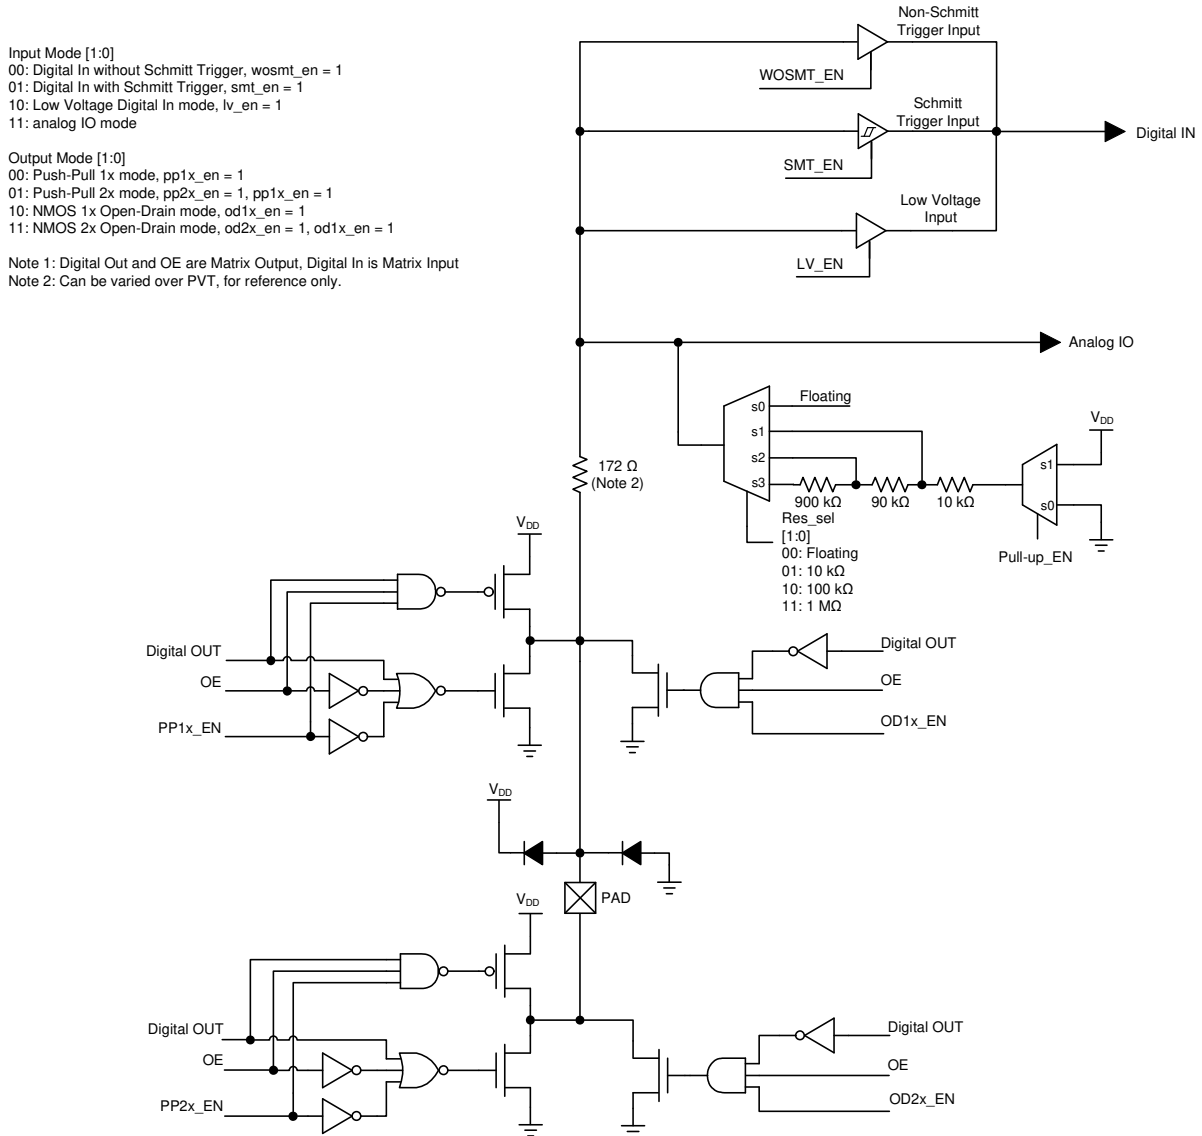 Input Mode [1:0]
00: Digital In without Schmitt Trigger, wosmt_en = 1
01: Digital In with Schmitt Trigger, smt_en = 1
10: Low Voltage Digital In mode, lv_en = 1
11: analog IO mode
Output Mode [1:0]
00: Push-Pull 1x mode, pp1x_en = 1
01: Push-Pull 2x mode, pp2x_en = 1, pp1x_en = 1
10: NMOS 1x Open-Drain mode, od1x_en = 1
11: NMOS 2x Open-Drain mode, od2x_en = 1, od1x_en = 1
Note 1: Digital Out and OE are Matrix Output, Digital In is Matrix Input
Note 2: Can be varied over PVT, for reference only.
Non-Schmitt
Trigger Input
WOSMT_EN
Schmitt
Trigger Input
Digital IN
SMT_EN
Low Voltage
Input
LV_EN
Analog IO
Floating
s0
s1
s2
s3
900 kΩ
90 kΩ
10 kΩ
VDD
s1
s0
Pull-up_EN
Res_sel
[1:0]
00: Floating
01: 10 kΩ
10: 100 kΩ
11: 1 MΩ
172 Ω
(Note 2)
VDD
Digital OUT
OE
PP1x_EN
Digital OUT
OE
OD1x_EN
VDD
PAD
VDD
Digital OUT
OE
PP2x_EN
Digital OUT
OE
OD2x_EN